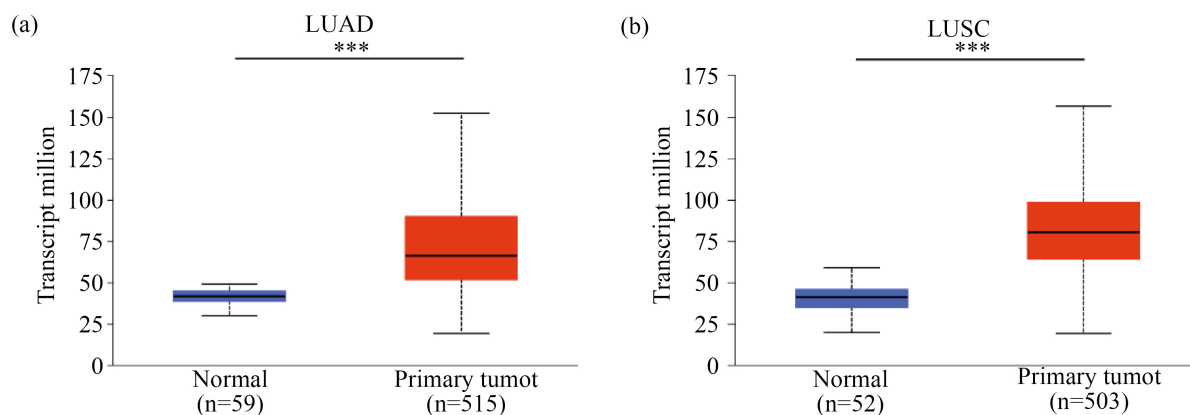 (a)
LUAD
***
Transcript million
175
150
125
100
75
50
25
0
Normal
(n=59)
Primary tumot
(n=515)
(b)
LUSC
***
Transcript million
175
150
125
100
75
50
25
0
Normal
(n=52)
Primary tumot
(n=503)